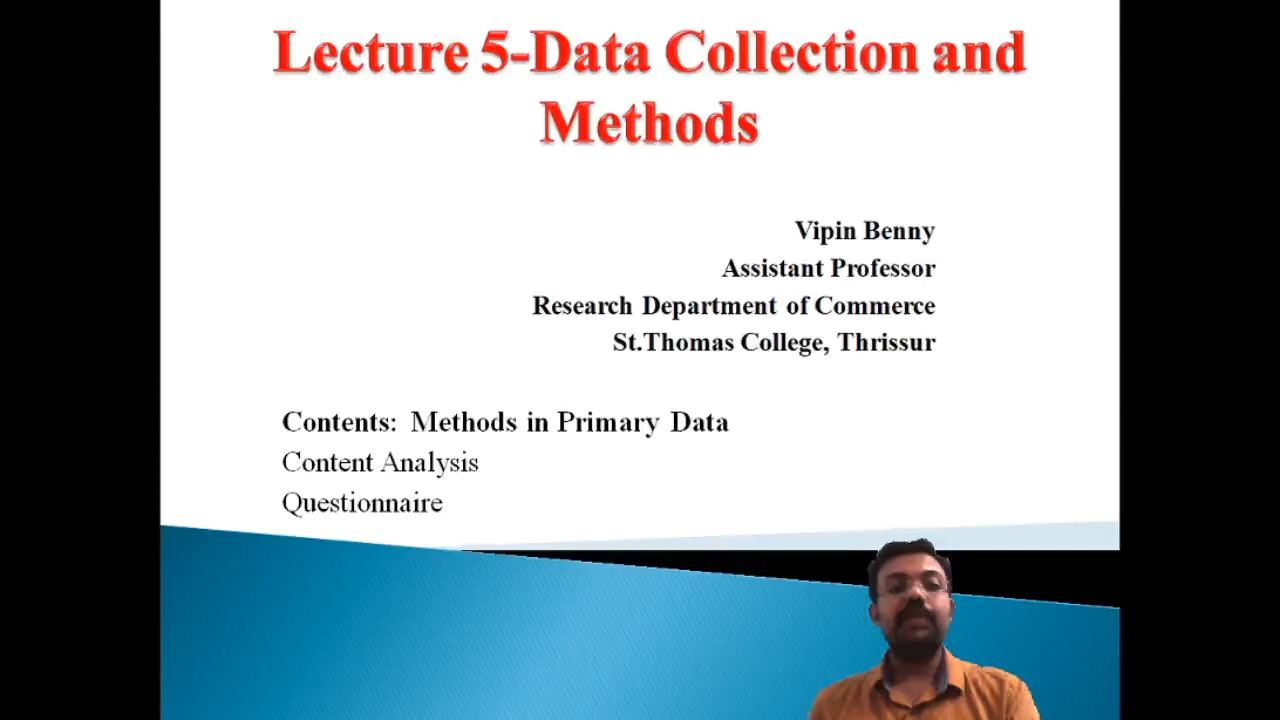 Lecture 5-Data Collection and
Methods
Vipin Benny
Assistant Professor
Research Department of Commerce
St.Thomas College, Thrissur
Contents: Methods in Primary Data
Content Analysis
Questionnaire